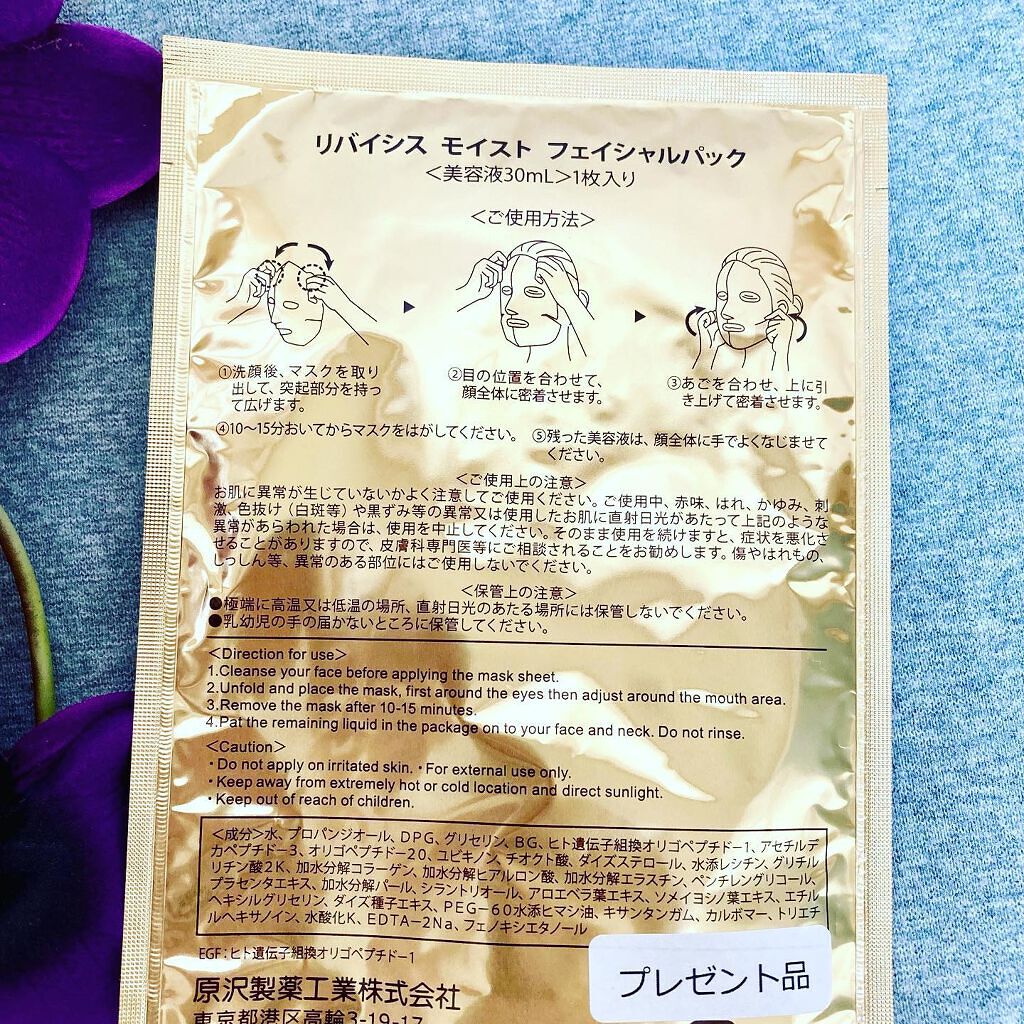 リバイシス モイスト フェイシャルパック
＜美容液30mL＞1枚入り
＜ご使用方法＞
①洗顔後、マスクを取り
出して、突起部分を持っ
て広げます。
②目の位置を合わせて、
顔全体に密着させます。
③あごを合わせ、上に引
き上げて密着させます。
④10～15分おいてからマスクをはがしてください。
⑤残った美容液は、顔全体に手でよくなじませて
ください。
＜ご使用上の注意＞
お肌に異常が生じていないかよく注意してご使用ください。ご使用中、赤味、はれ、かゆみ、刺
激、色抜け（白斑等）や黒ずみ等の異常又は使用したお肌に直射日光があたって上記のような
異常があらわれた場合は、使用を中止してください。そのまま使用を続けますと、症状を悪化さ
せることがありますので、皮膚科専門医等にご相談されることをお勧めします。傷やはれもの、
しっしん等、異常のある部位にはご使用しないでください。
＜保管上の注意＞
●極端に高温又は低温の場所、直射日光のあたる場所には保管しないでください。
●乳幼児の手の届かないところに保管してください。
＜Direction for use＞
1.Cleanse your face before applying the mask sheet.
2.Unfold and place the mask, first around the eyes then adjust around the mouth area.
3.Remove the mask after 10-15 minutes.
4.Pat the remaining liquid in the package on to your face and neck. Do not rinse.
＜Caution＞
・Do not apply on irritated skin.・For external use only.
・Keep away from extremely hot or cold location and direct sunlight.
・Keep out of reach of children.
＜成分＞水、プロパンジオール、DPG、グリセリン、BG、ヒト遺伝子組換オリゴペプチド-1、アセチルデ
カペプチド-3、オリゴペプチド-20、ユビキノン、チオクト酸、ダイズステロール、水添レシチン、グリチル
リチン酸2K、加水分解コラーゲン、加水分解ヒアルロン酸、加水分解エラスチン、ペンチレングリコール、
プラセンタエキス、加水分解パール、シラントリオール、アロエベラ葉エキス、ソメイヨシノ葉エキス、エチル
ヘキシルグリセリン、ダイズ種子エキス、PEG-60水添ヒマシ油、キサンタンガム、カルボマー、トリエチ
ルヘキサノイン、水酸化K、EDTA-2Na、フェノキシエタノール
EGF：ヒト遺伝子組換オリゴペプチド-1
原沢製薬工業株式会社
東京都港区高輪3-19-17
プレゼント品